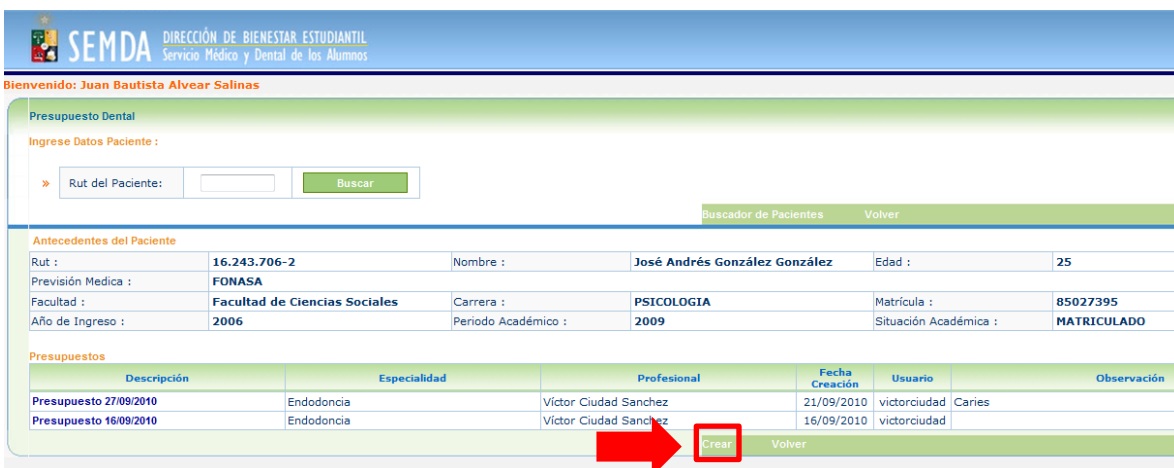 SEMDA DIRECCIÓN DE BIENESTAR ESTUDIANTIL
Servicio Médico y Dental de los Alumnos
Bienvenido: Juan Bautista Alvear Salinas
Presupuesto Dental
Ingrese Datos Paciente :
» Rut del Paciente: Buscar
Buscador de Pacientes Volver
Antecedentes del Paciente
Rut : 16.243.706-2 Nombre : José Andrés González González Edad : 25
Previsión Medica : FONASA
Facultad : Facultad de Ciencias Sociales Carrera : PSICOLOGIA Matrícula : 85027395
Año de Ingreso : 2006 Periodo Académico : 2009 Situación Académica : MATRICULADO
Presupuestos
Descripción Especialidad Profesional Fecha Creación Usuario Observación
Presupuesto 27/09/2010 Endodoncia Víctor Ciudad Sanchez 21/09/2010 victorciudad Caries
Presupuesto 16/09/2010 Endodoncia Víctor Ciudad Sanchez 16/09/2010 victorciudad
Crear Volver